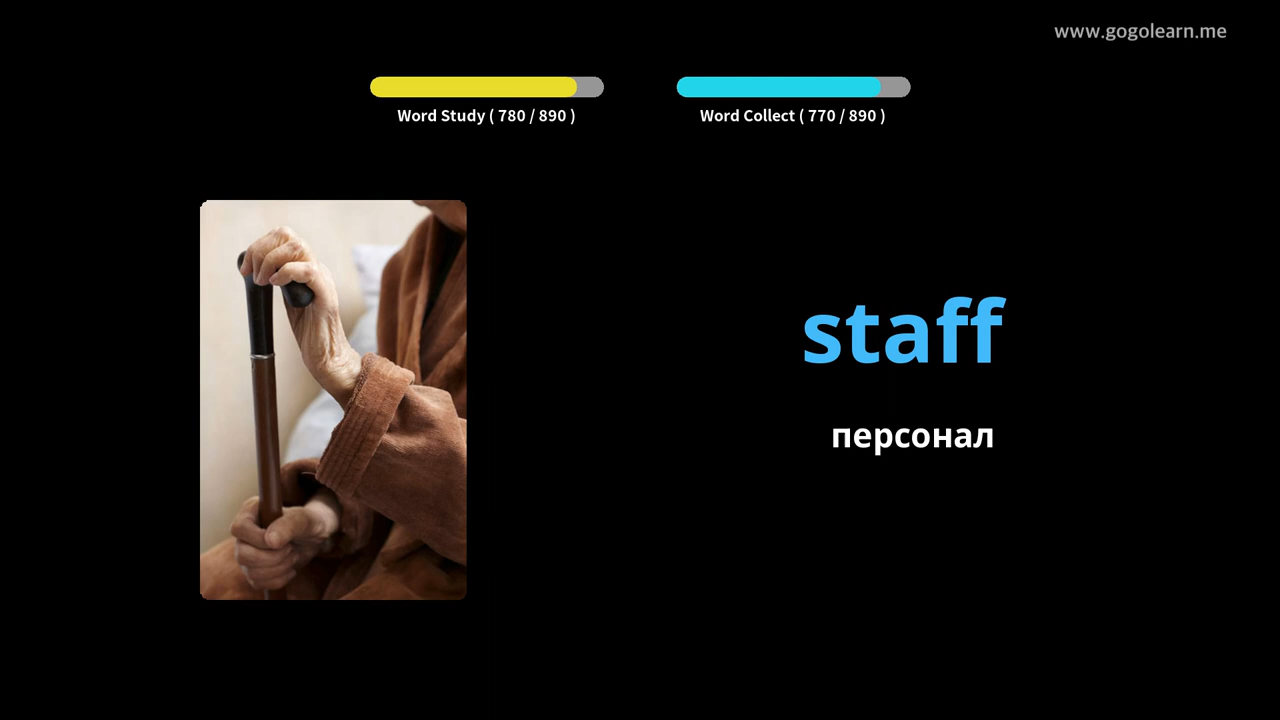 www.gogolearn.me
Word Study ( 780 / 890 )
Word Collect ( 770 / 890 )
staff
персонал